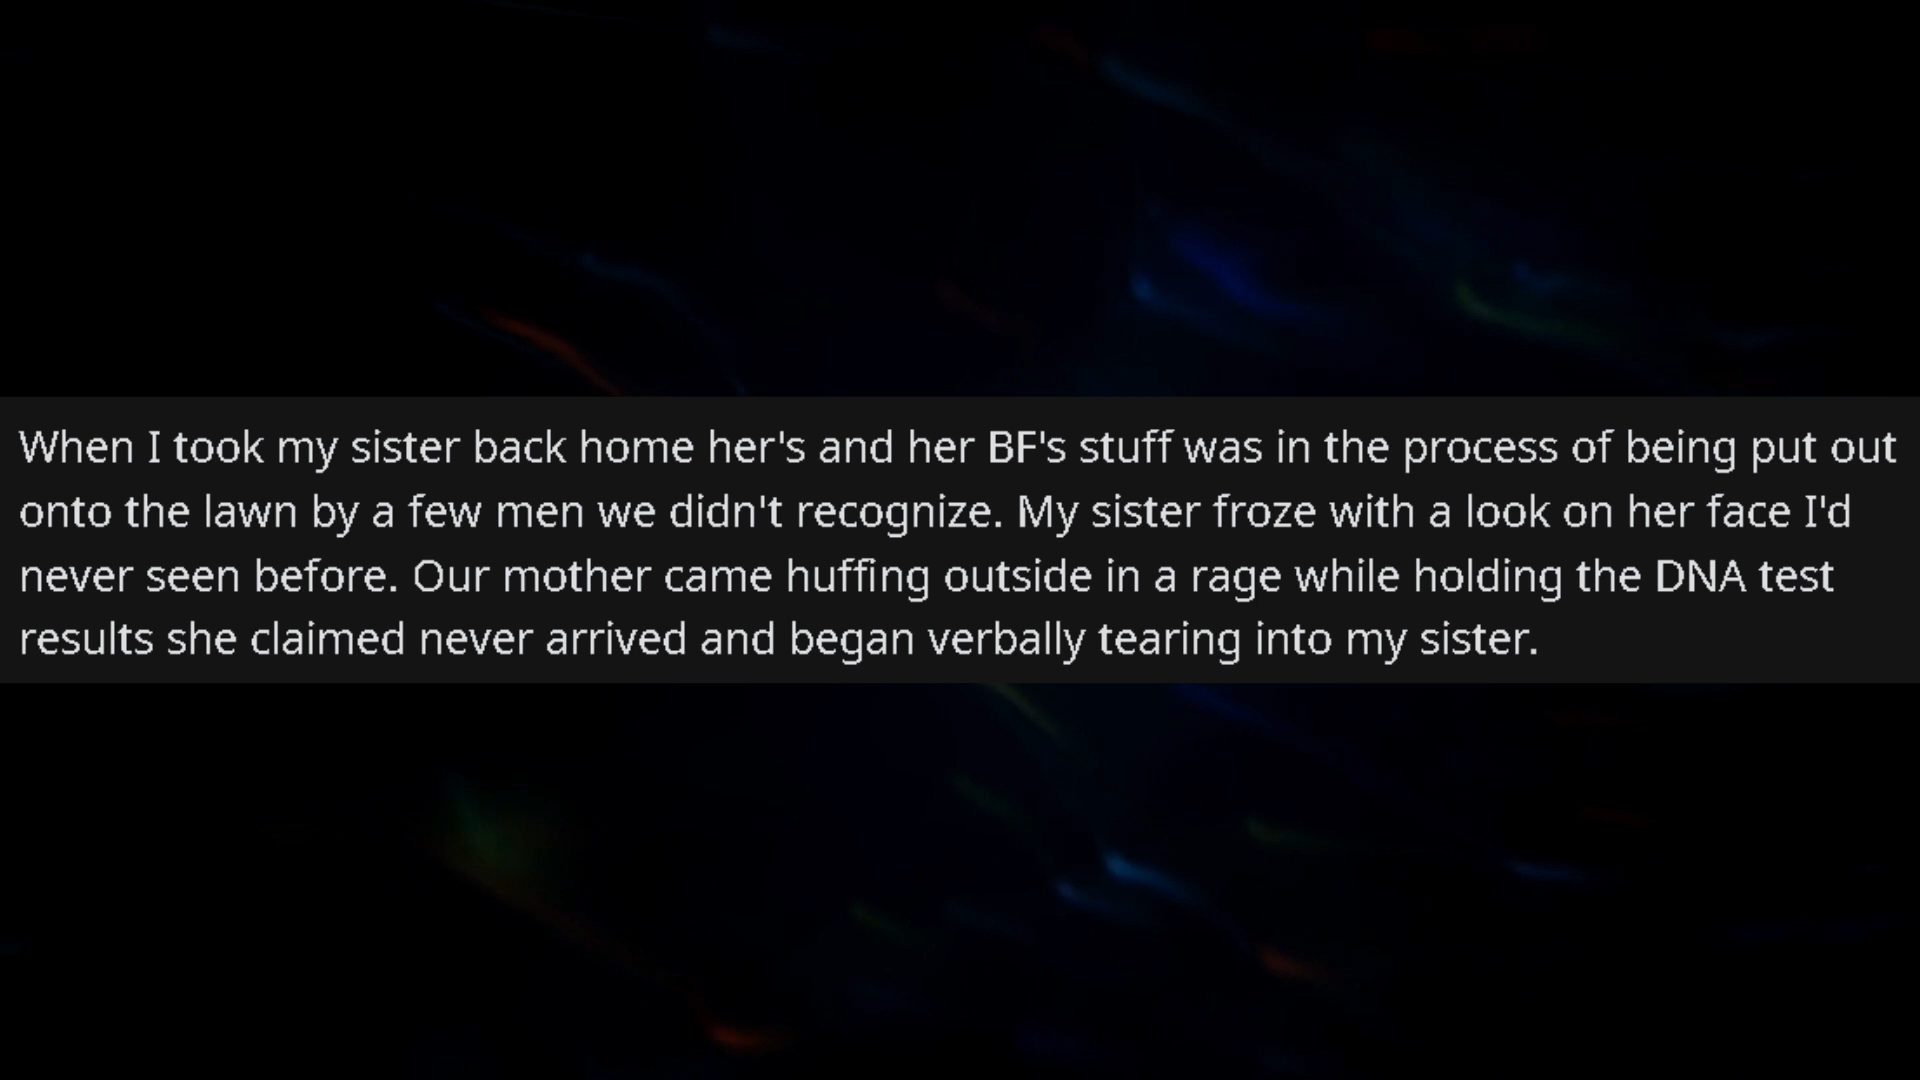 When I took my sister back home her's and her BF's stuff was in the process of being put out
onto the lawn by a few men we didn't recognize. My sister froze with a look on her face I'd
never seen before. Our mother came huffing outside in a rage while holding the DNA test
results she claimed never arrived and began verbally tearing into my sister.